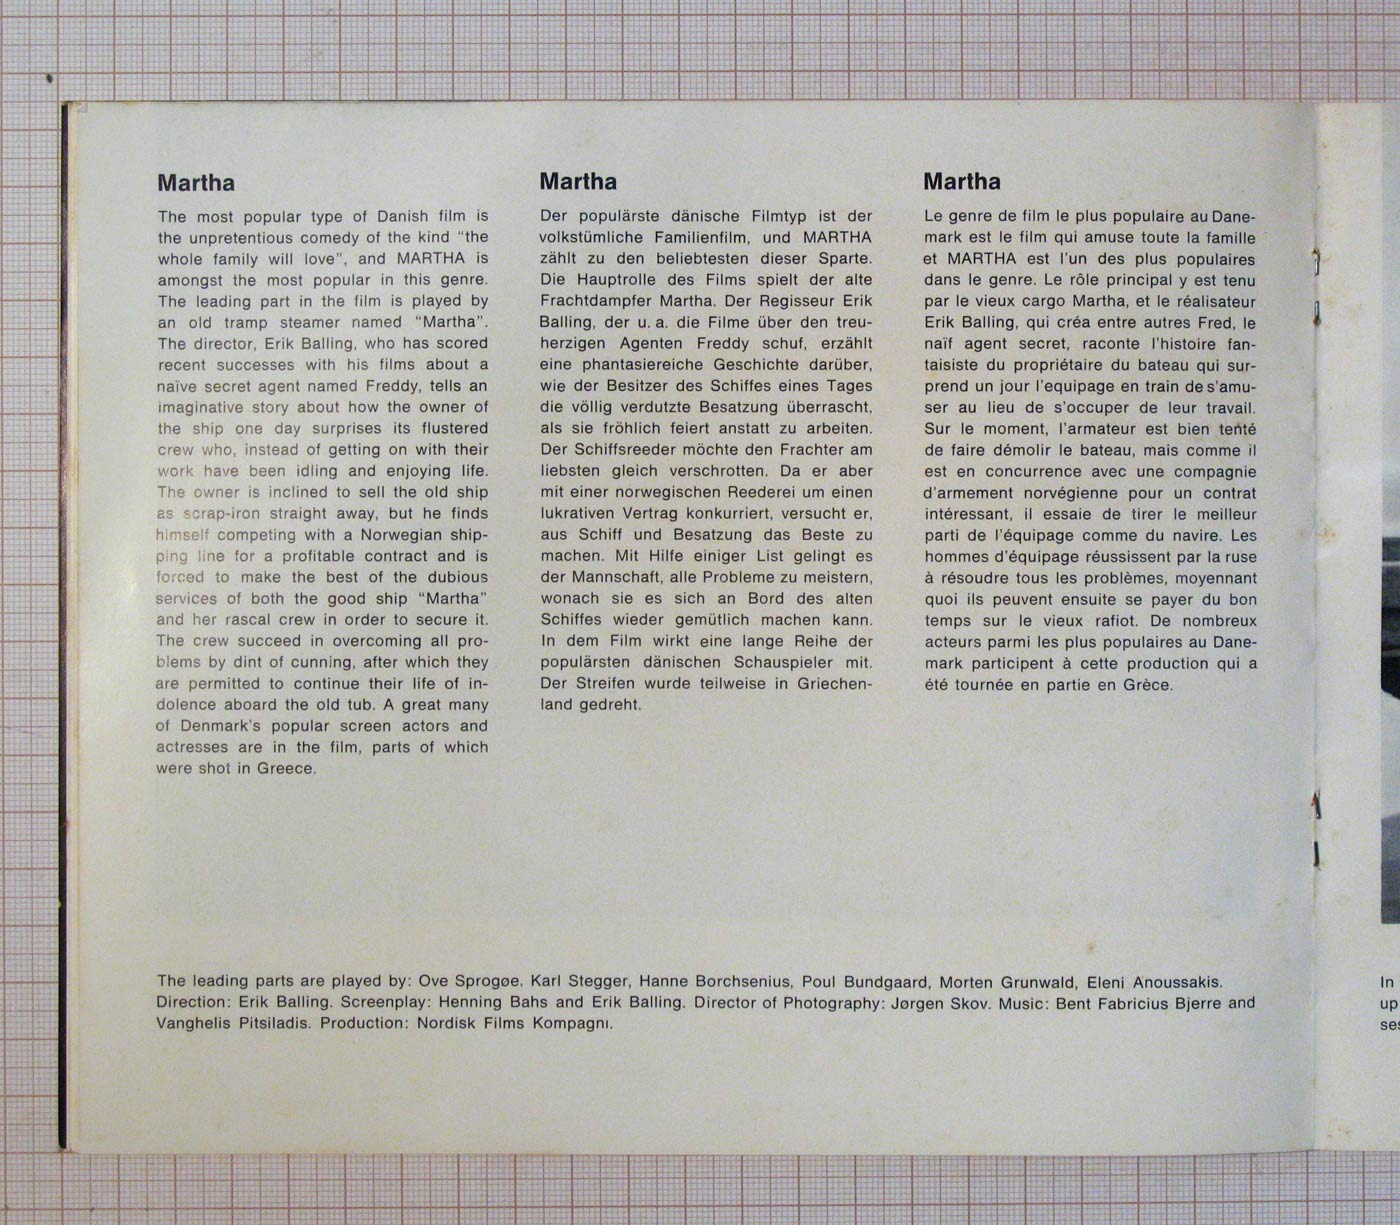 Martha
The most popular type of Danish film is
the unpretentious comedy of the kind “the
whole family will love”, and MARTHA is
amongst the most popular in this genre.
The leading part in the film is played by
an old tramp steamer named “Martha”.
The director, Erik Balling, who has scored
recent successes with his films about a
naïve secret agent named Freddy, tells an
imaginative story about how the owner of
the ship one day surprises its flustered
crew who, instead of getting on with their
work have been idling and enjoying life.
The owner is inclined to sell the old ship
as scrap-iron straight away, but he finds
himself competing with a Norwegian ship-
ping line for a profitable contract and is
forced to make the best of the dubious
services of both the good ship “Martha”
and her rascal crew in order to secure it.
The crew succeed in overcoming all pro-
blems by dint of cunning, after which they
are permitted to continue their life of in-
dolence aboard the old tub. A great many
of Denmark’s popular screen actors and
actresses are in the film, parts of which
were shot in Greece.
Martha
Der populärste dänische Filmtyp ist der
volkstümliche Familienfilm, und MARTHA
zählt zu den beliebtesten dieser Sparte.
Die Hauptrolle des Films spielt der alte
Frachtdampfer Martha. Der Regisseur Erik
Balling, der u. a. die Filme über den treu-
herzigen Agenten Freddy schuf, erzählt
eine phantasiereiche Geschichte darüber,
wie der Besitzer des Schiffes eines Tages
die völlig verdutzte Besatzung überrascht,
als sie fröhlich feiert anstatt zu arbeiten.
Der Schiffsreeder möchte den Frachter am
liebsten gleich verschrotten. Da er aber
mit einer norwegischen Reederei um einen
lukrativen Vertrag konkurriert, versucht er,
aus Schiff und Besatzung das Beste zu
machen. Mit Hilfe einiger List gelingt es
der Mannschaft, alle Probleme zu meistern,
wonach sie es sich an Bord des alten
Schiffes wieder gemütlich machen kann.
In dem Film wirkt eine lange Reihe der
populärsten dänischen Schauspieler mit.
Der Streifen wurde teilweise in Griechen-
land gedreht.
Martha
Le genre de film le plus populaire au Dane-
mark est le film qui amuse toute la famille
et MARTHA est l’un des plus populaires
dans le genre. Le rôle principal y est tenu
par le vieux cargo Martha, et le réalisateur
Erik Balling, qui créa entre autres Fred, le
naïf agent secret, raconte l’histoire fan-
taisiste du propriétaire du bateau qui sur-
prend un jour l’equipage en train de s’amu-
ser au lieu de s’occuper de leur travail.
Sur le moment, l’armateur est bien tenté
de faire démolir le bateau, mais comme il
est en concurrence avec une compagnie
d’armement norvégienne pour un contrat
intéressant, il essaie de tirer le meilleur
parti de l’équipage comme du navire. Les
hommes d’équipage réussissent par la ruse
à résoudre tous les problèmes, moyennant
quoi ils peuvent ensuite se payer du bon
temps sur le vieux rafiot. De nombreux
acteurs parmi les plus populaires au Dane-
mark participent à cette production qui a
été tournée en partie en Grèce.
The leading parts are played by: Ove Sprogøe, Karl Stegger, Hanne Borchsenius, Poul Bundgaard, Morten Grunwald, Eleni Anoussakis.
Direction: Erik Balling. Screenplay: Henning Bahs and Erik Balling. Director of Photography: Jørgen Skov. Music: Bent Fabricius Bjerre and
Vanghelis Pitsiladis. Production: Nordisk Films Kompagni.
In
up